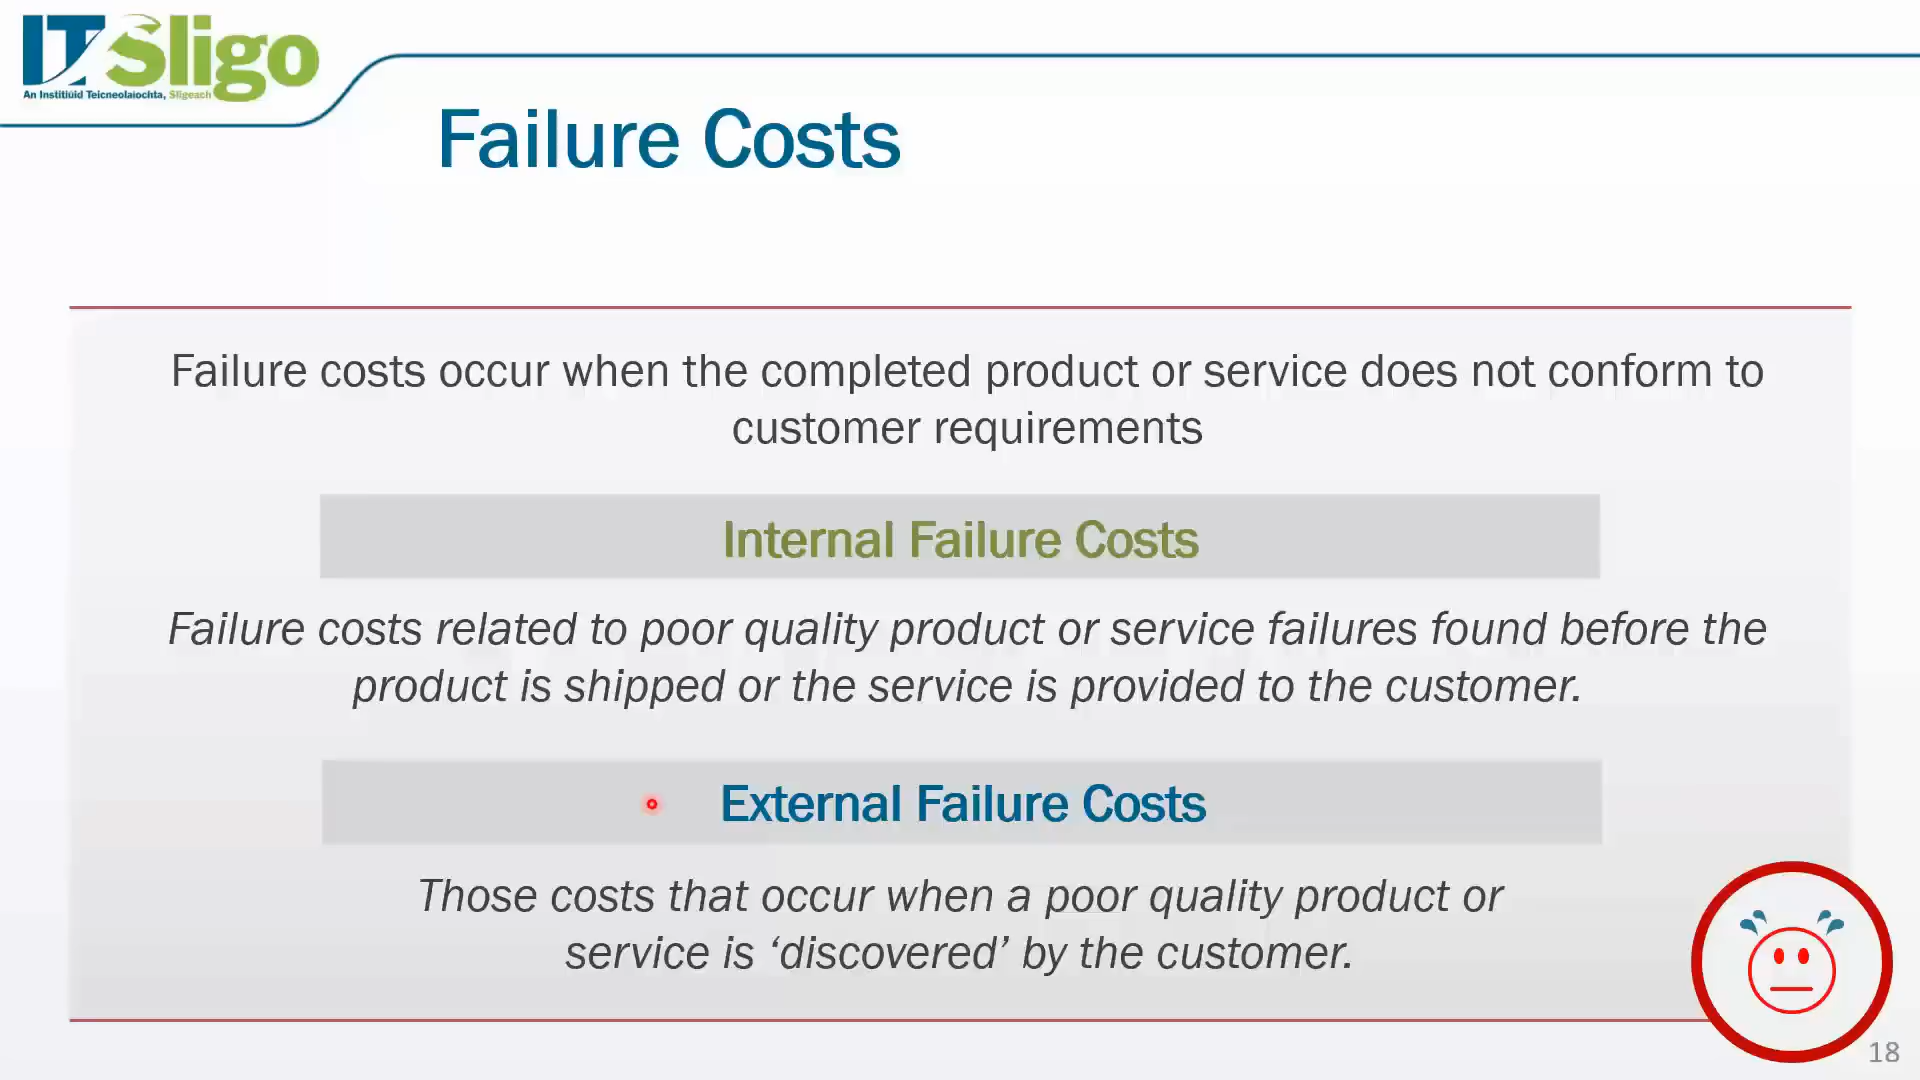 ITSligo
An Institiúid Teicneolaíochta, Sligeach
Failure Costs
Failure costs occur when the completed product or service does not conform to
customer requirements
Internal Failure Costs
Failure costs related to poor quality product or service failures found before the
product is shipped or the service is provided to the customer.
External Failure Costs
Those costs that occur when a poor quality product or
service is ‘discovered’ by the customer.
18